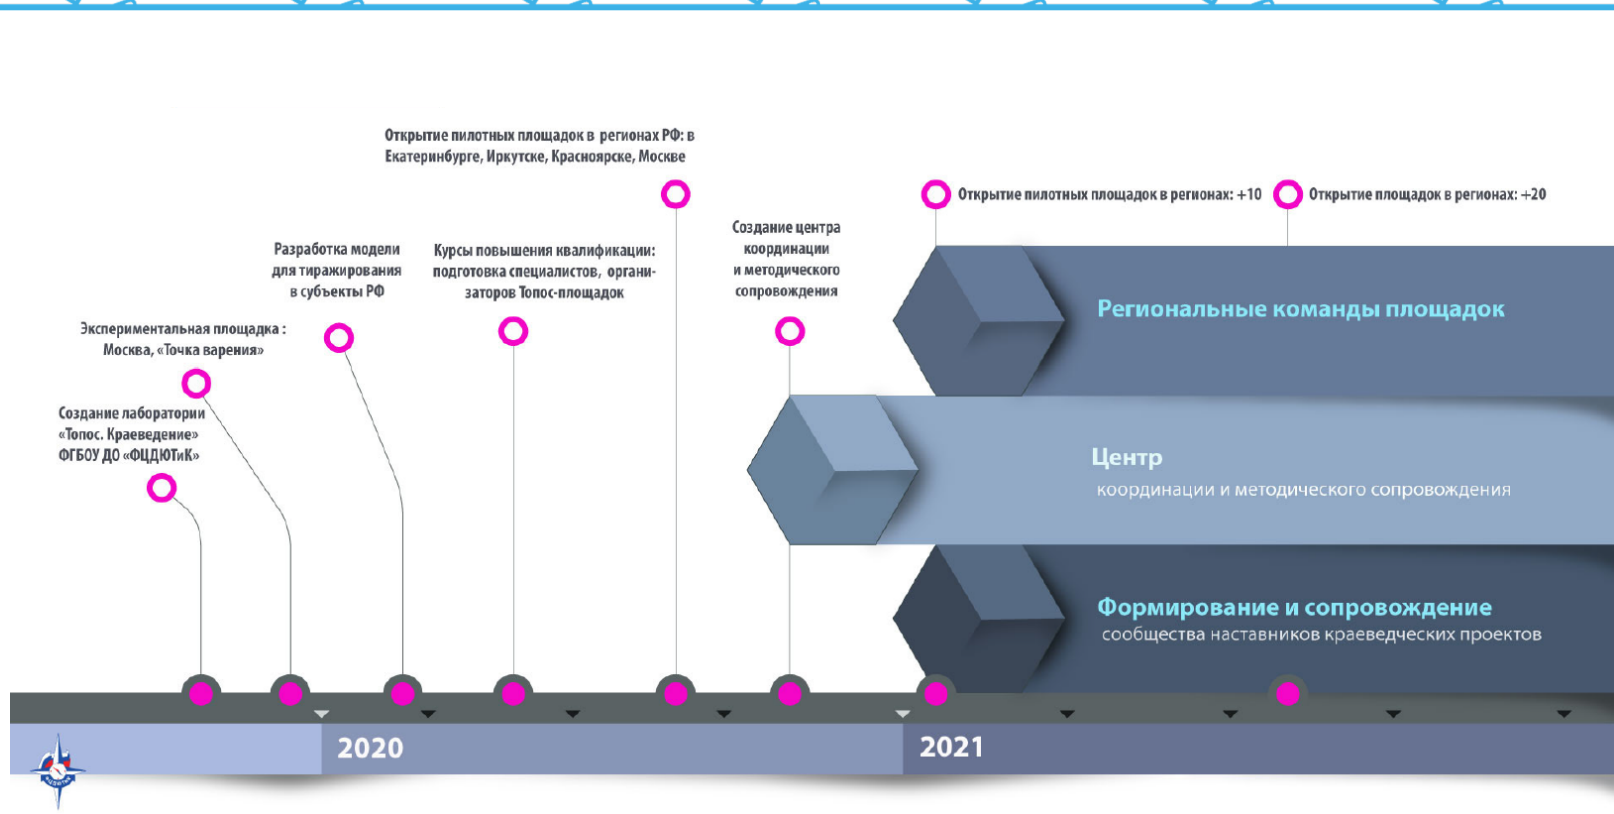 Открытие пилотных площадок в регионах РФ: в
Екатеринбурге, Иркутске, Красноярске, Москве
Открытие пилотных площадок в регионах: +10
Открытие площадок в регионах: +20
Создание центра
координации
и методического
сопровождения
Разработка модели
для тиражирования
в субъекты РФ
Курсы повышения квалификации:
подготовка специалистов, органи-
заторов Топос-площадок
Экспериментальная площадка :
Москва, «Точка варения»
Создание лаборатории
«Топос. Краеведение»
ФГБОУ ДО «ФЦДЮТиК»
Региональные команды площадок
Центр
координации и методического сопровождения
Формирование и сопровождение
сообщества наставников краеведческих проектов
2020
2021